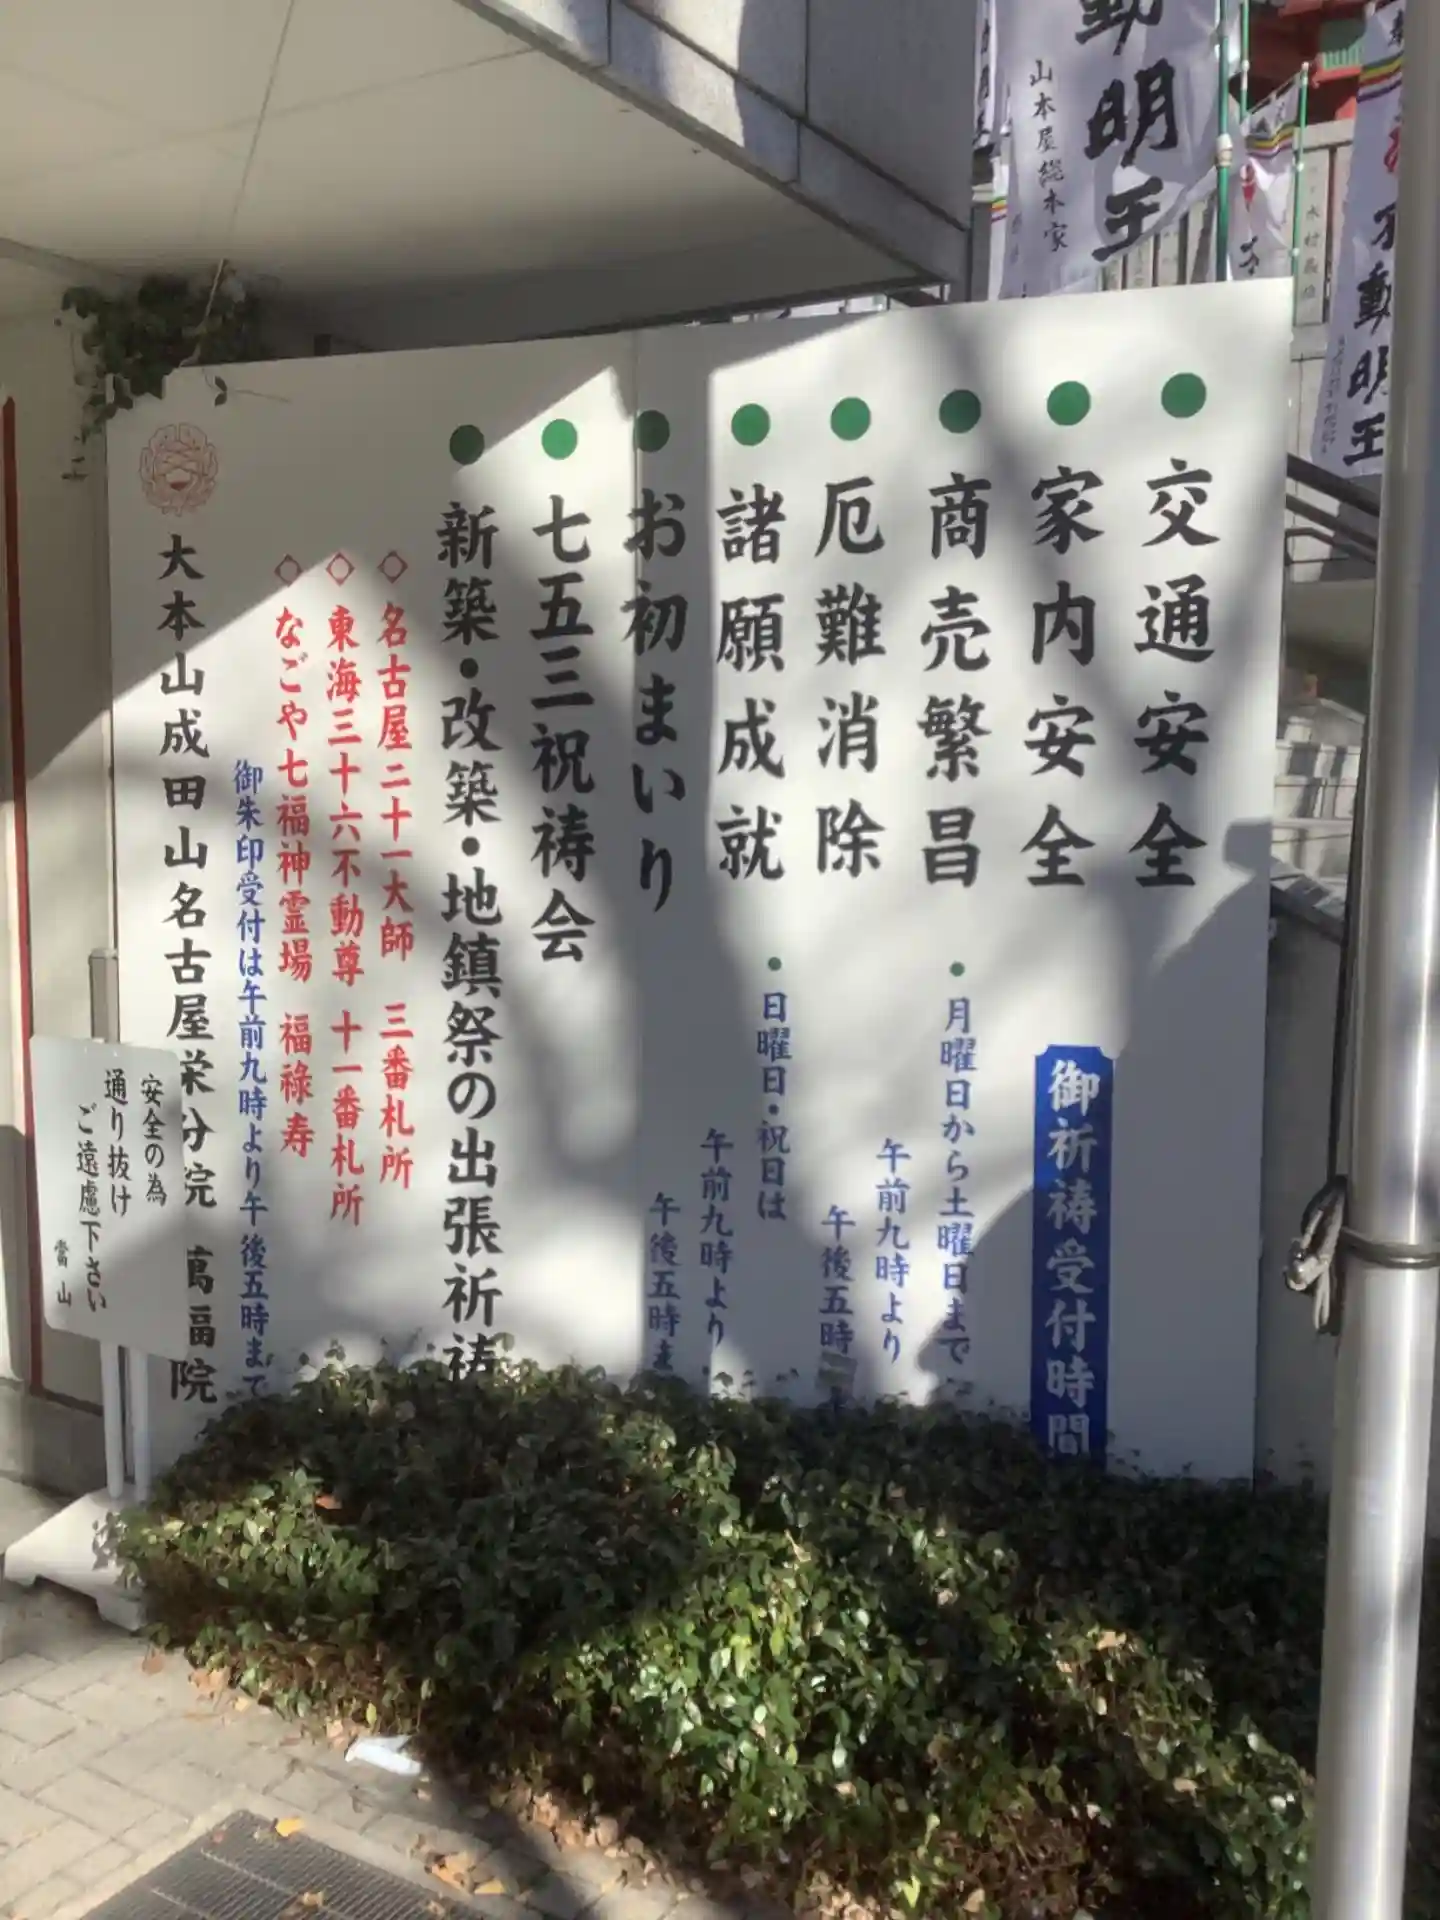 交通安全
家内安全
商売繁昌
厄難消除
諸願成就
お初まいり
七五三祝祷会
新築・改築・地鎮祭の出張祈祷
御祈祷受付時間
月曜日から土曜日まで
午前九時より
午後五時
日曜日・祝日は
午前九時より
午後五時ま
名古屋二十一大師 三番札所
東海三十六不動尊 十一番札所
なごや七福神霊場 福禄寿
御朱印受付は午前九時より午後五時まで
大本山成田山名古屋栄分院 萬福院
安全の為
通り抜け
ご遠慮下さい
當山
動明王
山本屋総本家
不動明王